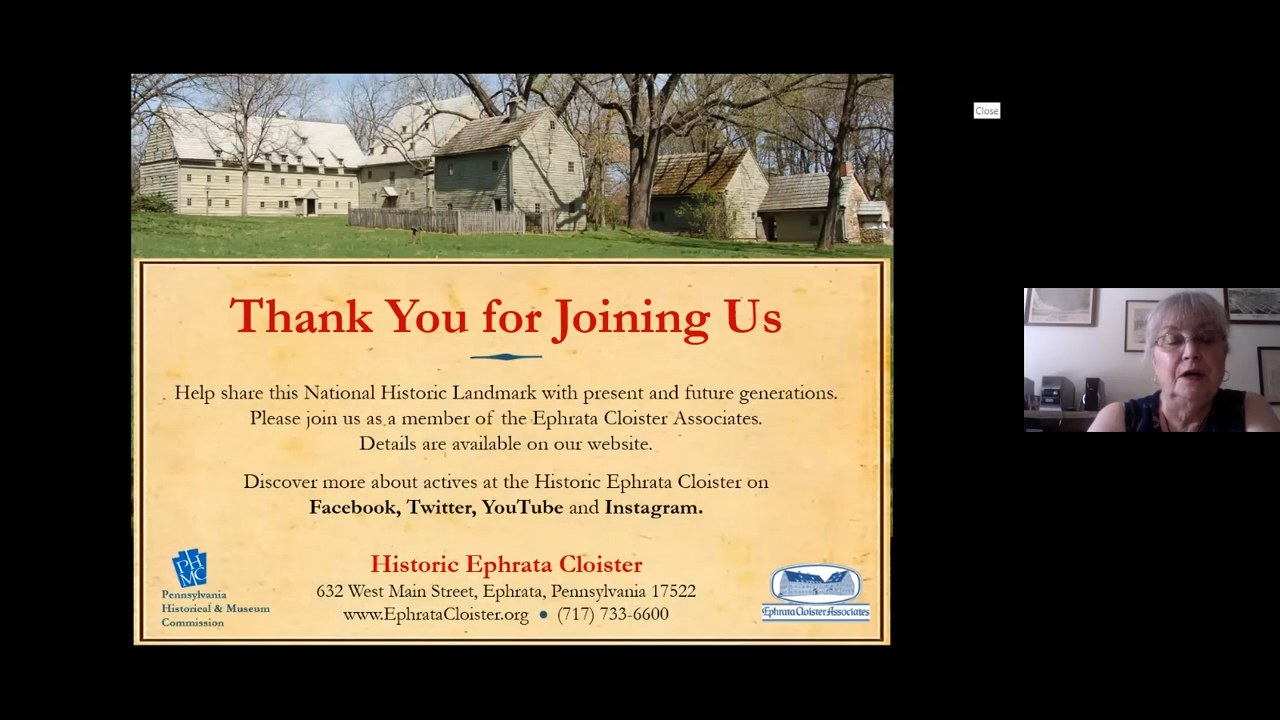 Close
Thank You for Joining Us
Help share this National Historic Landmark with present and future generations.
Please join us as a member of the Ephrata Cloister Associates.
Details are available on our website.
Discover more about actives at the Historic Ephrata Cloister on
Facebook, Twitter, YouTube and Instagram.
Historic Ephrata Cloister
632 West Main Street, Ephrata, Pennsylvania 17522
www.EphrataCloister.org • (717) 733-6600
PH
MC
Pennsylvania
Historical & Museum
Commission
Ephrata Cloister Associates